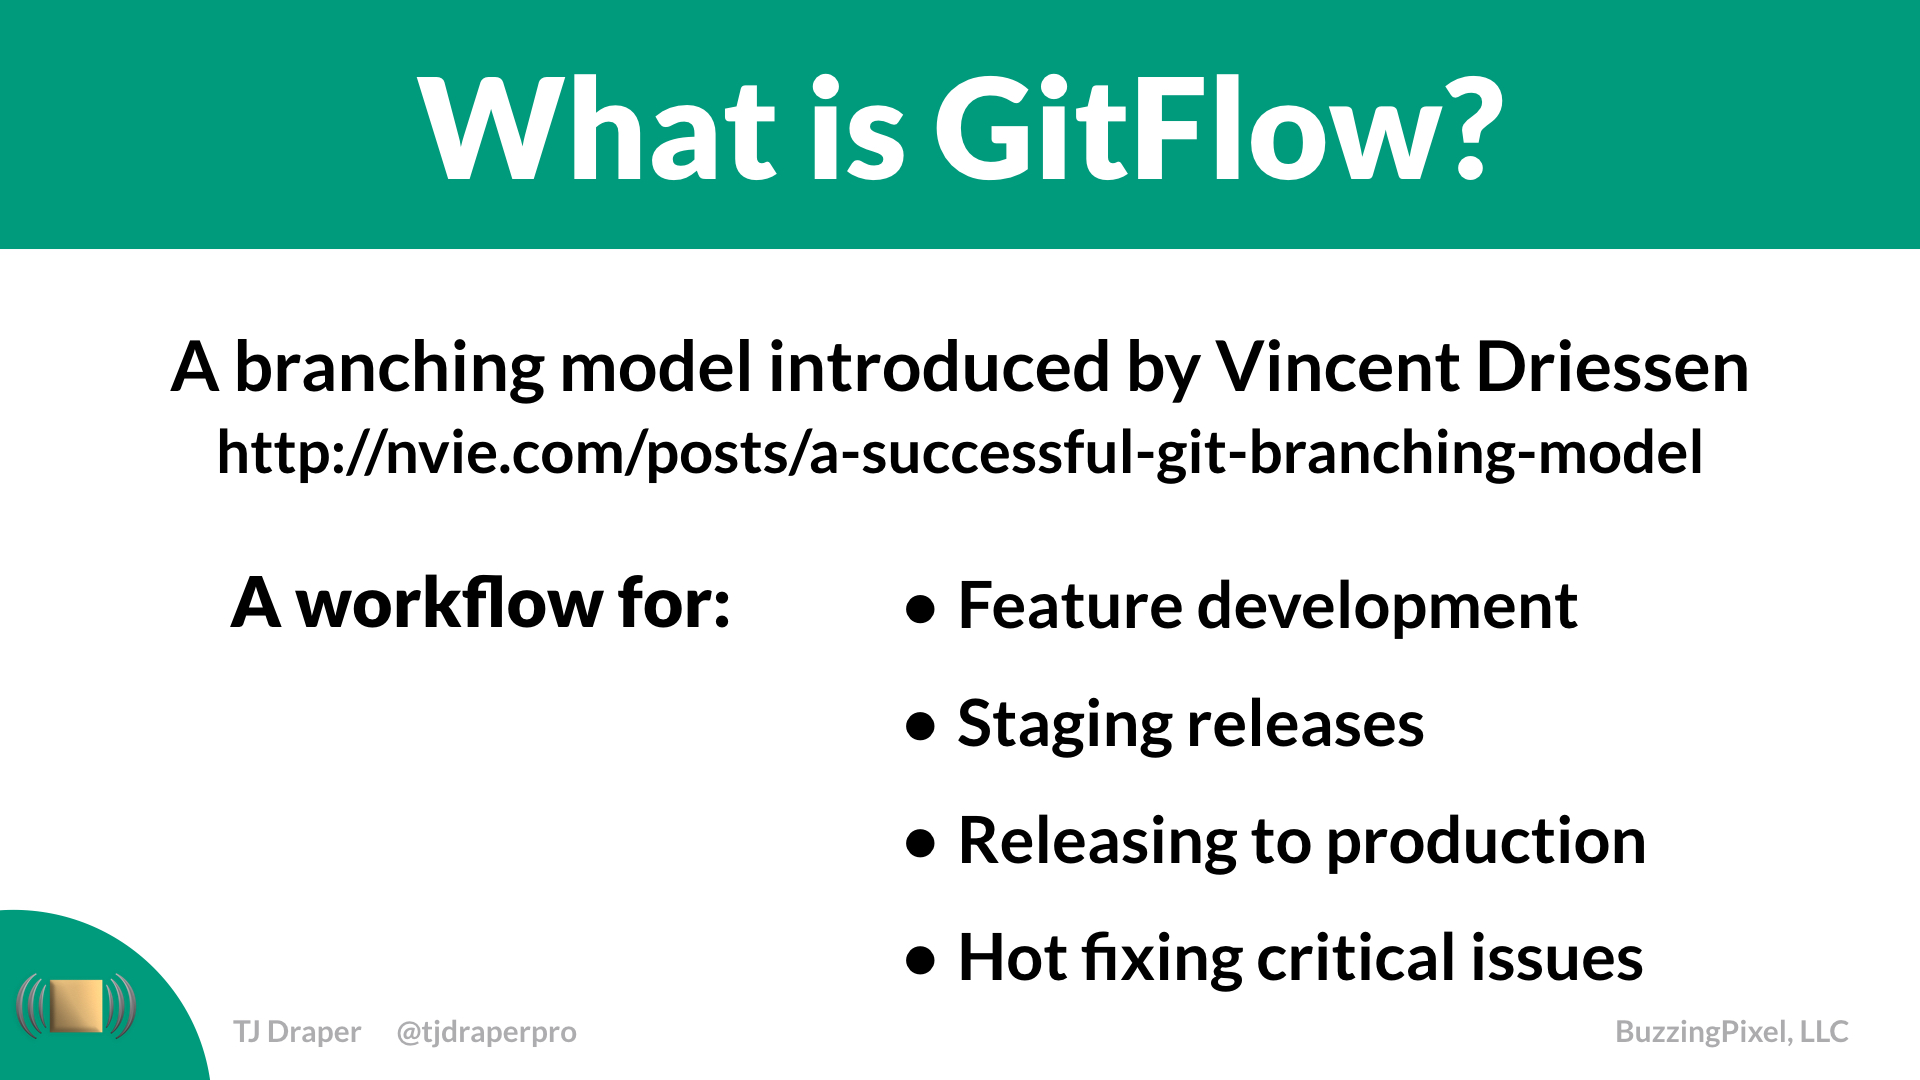 What is GitFlow?
A branching model introduced by Vincent Driessen
http://nvie.com/posts/a-successful-git-branching-model
A workflow for:
• Feature development
• Staging releases
• Releasing to production
• Hot fixing critical issues
TJ Draper @tjdraperpro
BuzzingPixel, LLC